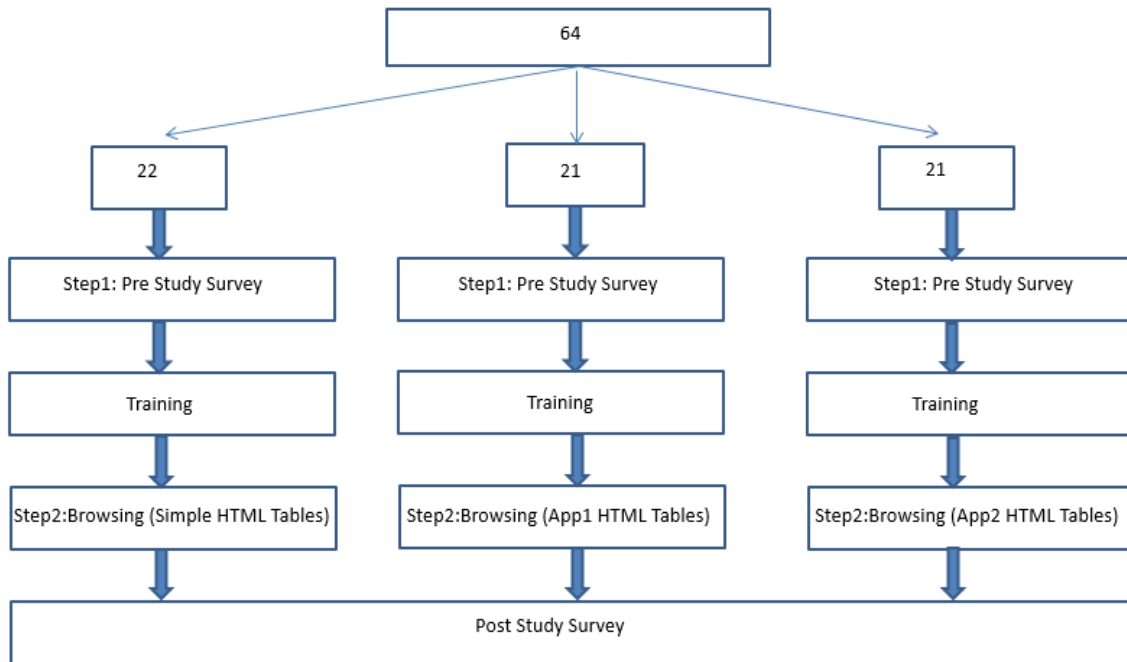 64
22
21
21
Step1: Pre Study Survey
Step1: Pre Study Survey
Step1: Pre Study Survey
Training
Training
Training
Step2:Browsing (Simple HTML Tables)
Step2:Browsing (App1 HTML Tables)
Step2:Browsing (App2 HTML Tables)
Post Study Survey